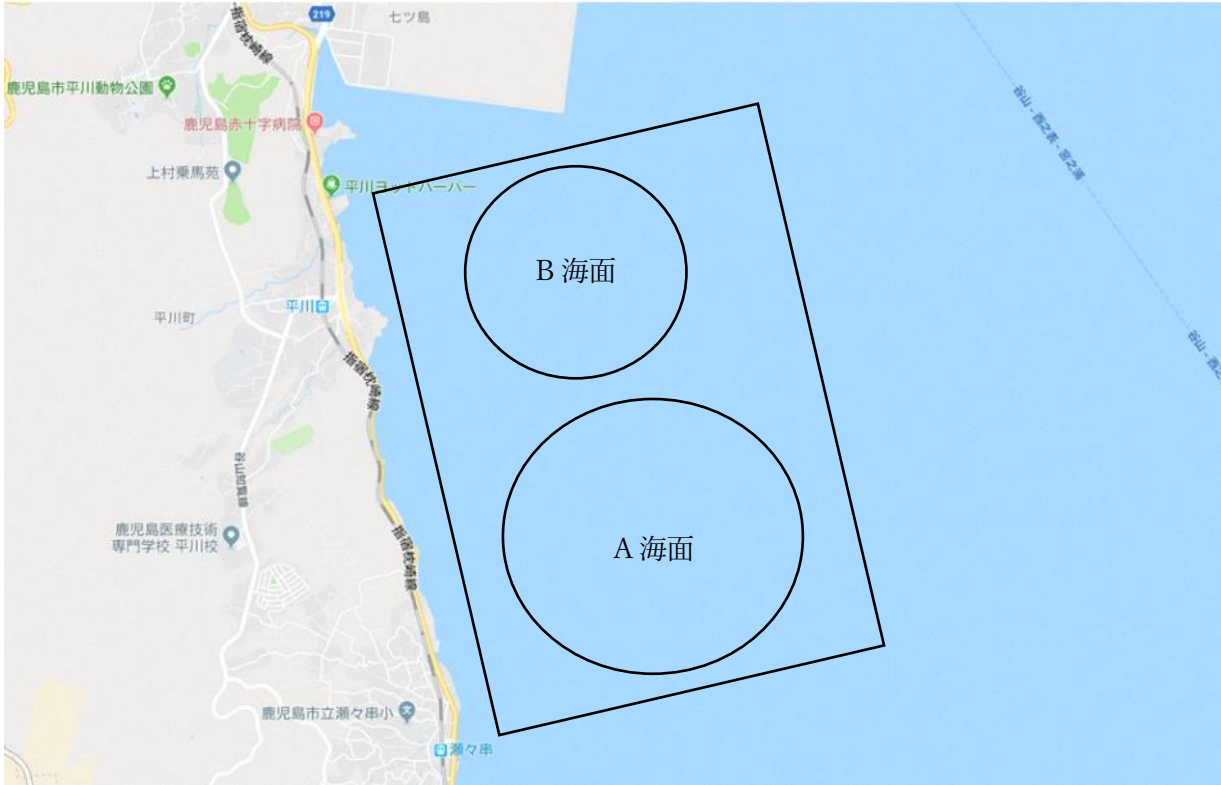 219
七ツ島
指宿枕崎線
鹿児島市平川動物公園
鹿児島赤十字病院
上村乗馬苑
平川ヨットハーバー
谷山・西之表・宮之浦
B 海面
平川
平川町
指宿枕崎線
谷山知覧線
鹿児島医療技術
専門学校 平川校
指宿枕崎線
A 海面
鹿児島市立瀬々串小
瀬々串